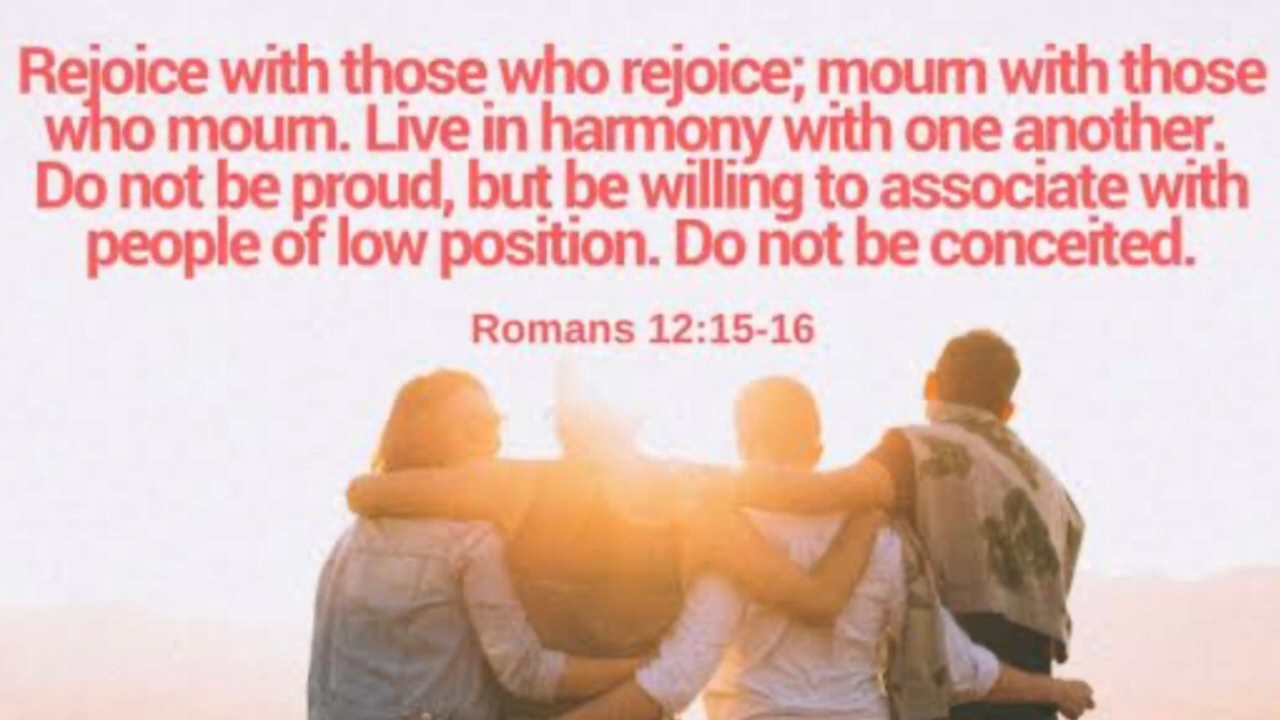 Rejoice with those who rejoice; mourn with those
who mourn. Live in harmony with one another.
Do not be proud, but be willing to associate with
people of low position. Do not be conceited.
Romans 12:15-16